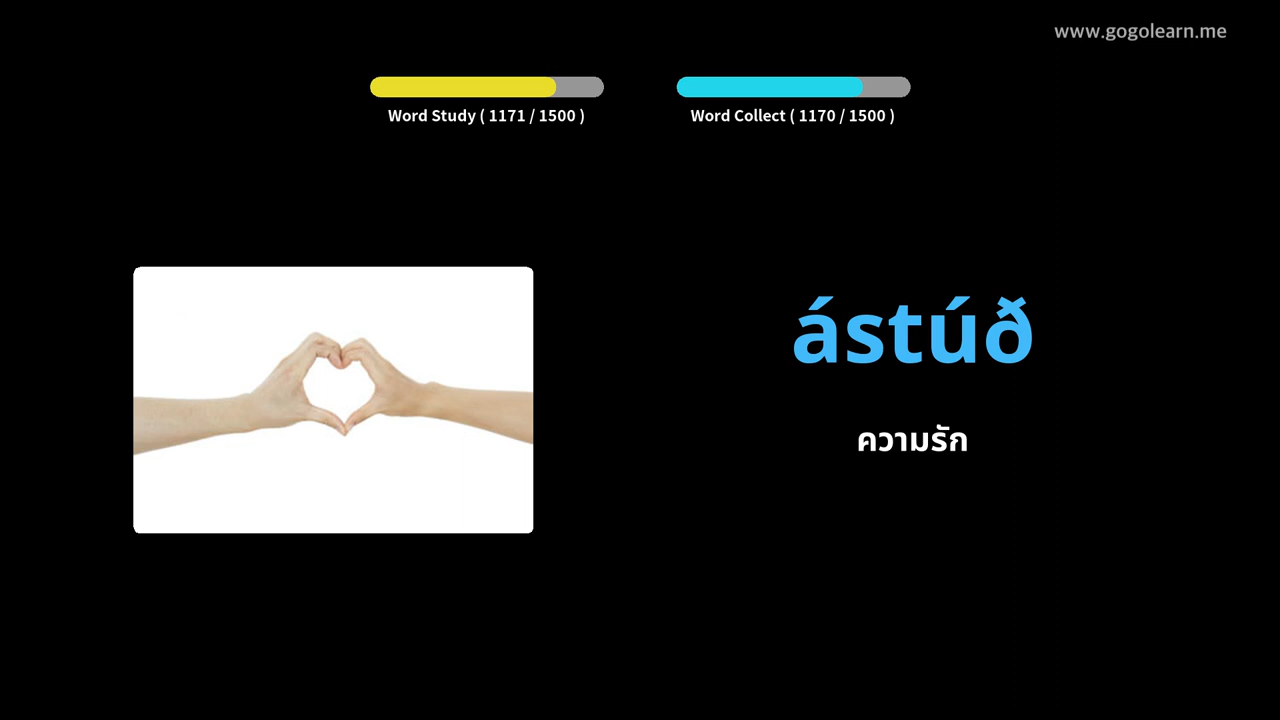 www.gogolearn.me
Word Study ( 1171 / 1500 )
Word Collect ( 1170 / 1500 )
ástúð
ความรัก